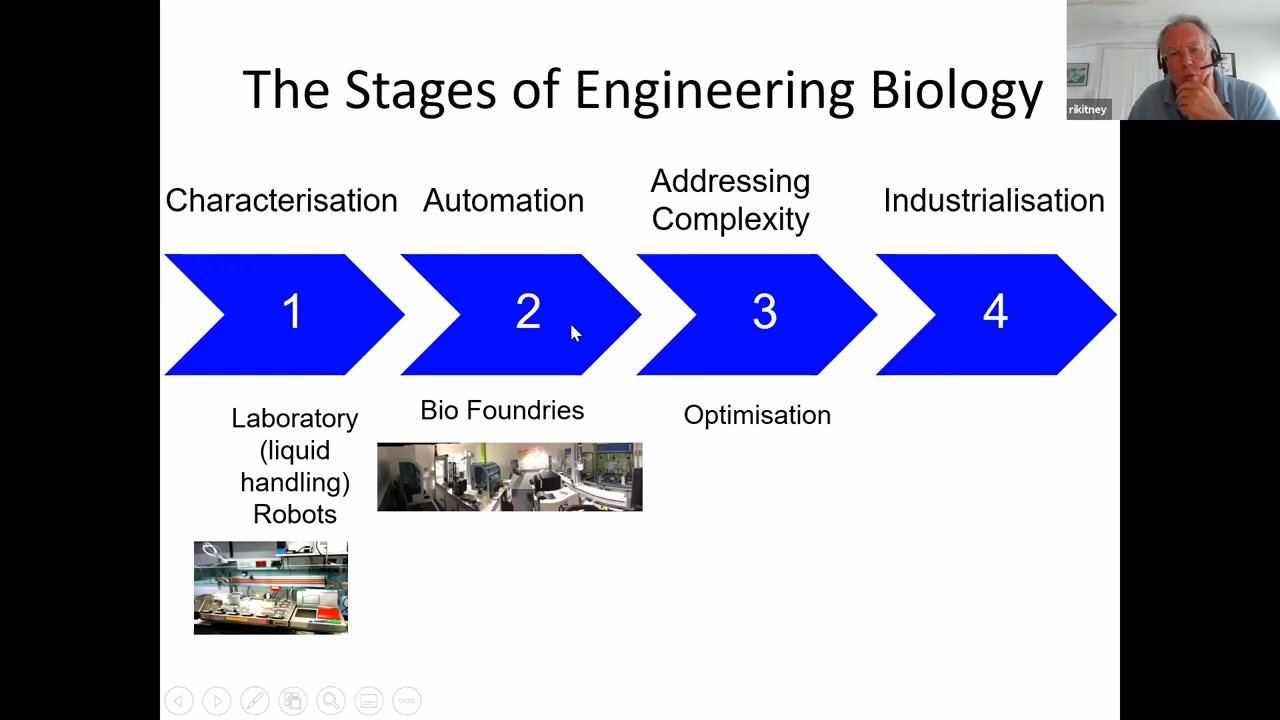 The Stages of Engineering Biology
rikitney
Characterisation
Automation
Addressing
Complexity
Industrialisation
1
2
3
4
Laboratory
(liquid
handling)
Robots
Bio Foundries
Optimisation